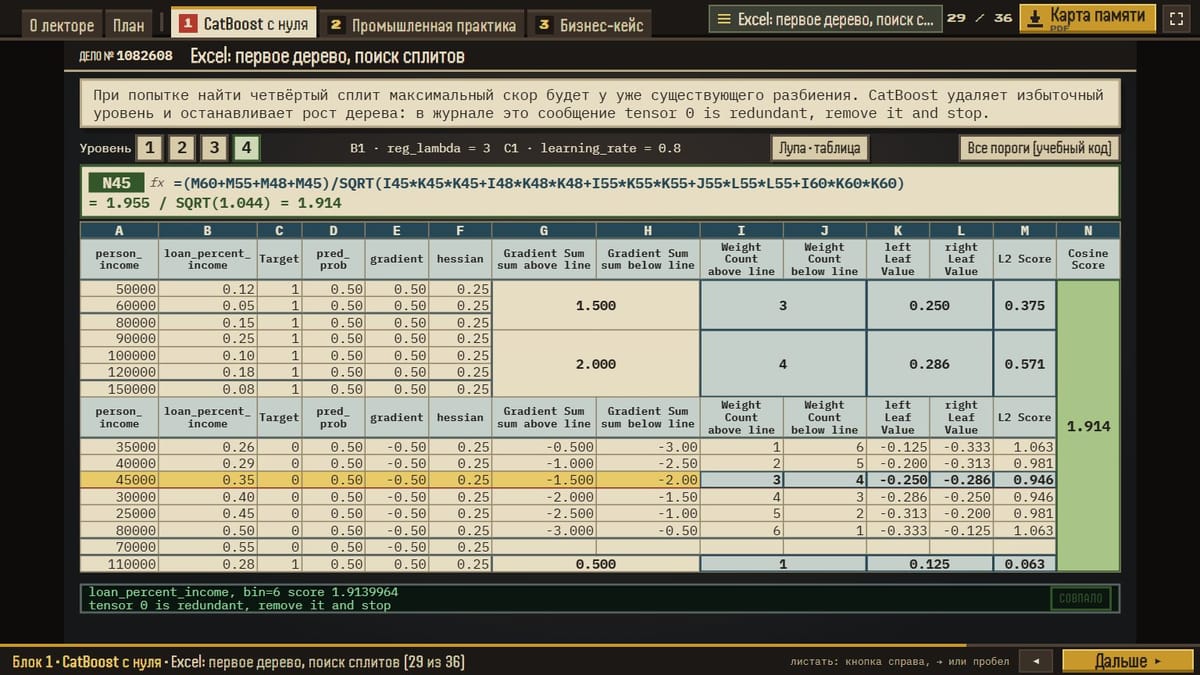 О лекторе План 1 CatBoost с нуля 2 Промышленная практика 3 Бизнес-кейс Excel: первое дерево, поиск с... 29 / 36 Карта памяти
PDF
ДЕЛО № 1082608 Excel: первое дерево, поиск сплитов
При попытке найти четвёртый сплит максимальный скор будет у уже существующего разбиения. CatBoost удаляет избыточный
уровень и останавливает рост дерева: в журнале это сообщение tensor 0 is redundant, remove it and stop.
Уровень 1 2 3 4 B1 · reg_lambda = 3 C1 · learning_rate = 0.8 Лупа · таблица Все пороги (учебный код)
N45 fx =(M60+M55+M48+M45)/SQRT(I45*K45*K45+I48*K48*K48+I55*K55*K55+J55*L55*L55+I60*K60*K60)
= 1.955 / SQRT(1.044) = 1.914
A B C D E F G H I J K L M N
person_ loan_percent_ Target pred_ gradient hessian Gradient Sum Gradient Sum Weight Weight left right L2 Score Cosine
income income prob sum above line sum below line Count Count Leaf Leaf Score
above line below line Value Value
50000 0.12 1 0.50 0.50 0.25
60000 0.05 1 0.50 0.50 0.25 1.500 3 0.250 0.375
80000 0.15 1 0.50 0.50 0.25
90000 0.25 1 0.50 0.50 0.25
100000 0.10 1 0.50 0.50 0.25 2.000 4 0.286 0.571
120000 0.18 1 0.50 0.50 0.25
150000 0.08 1 0.50 0.50 0.25
person_ loan_percent_ Target pred_ gradient hessian Gradient Sum Gradient Sum Weight Weight left right L2 Score
income income prob sum above line sum below line Count Count Leaf Leaf
above line below line Value Value
1.914
35000 0.26 0 0.50 -0.50 0.25 -0.500 -3.00 1 6 -0.125 -0.333 1.063
40000 0.29 0 0.50 -0.50 0.25 -1.000 -2.50 2 5 -0.200 -0.313 0.981
45000 0.35 0 0.50 -0.50 0.25 -1.500 -2.00 3 4 -0.250 -0.286 0.946
30000 0.40 0 0.50 -0.50 0.25 -2.000 -1.50 4 3 -0.286 -0.250 0.946
25000 0.45 0 0.50 -0.50 0.25 -2.500 -1.00 5 2 -0.313 -0.200 0.981
80000 0.50 0 0.50 -0.50 0.25 -3.000 -0.50 6 1 -0.333 -0.125 1.063
70000 0.55 0 0.50 -0.50 0.25
110000 0.28 1 0.50 0.50 0.25 0.500 1 0.125 0.063
loan_percent_income, bin=6 score 1.9139964
tensor 0 is redundant, remove it and stop
СОВПАЛО
Блок 1 · CatBoost с нуля · Excel: первое дерево, поиск сплитов (29 из 36) листать: кнопка справа, → или пробел ◂ Дальше ▸